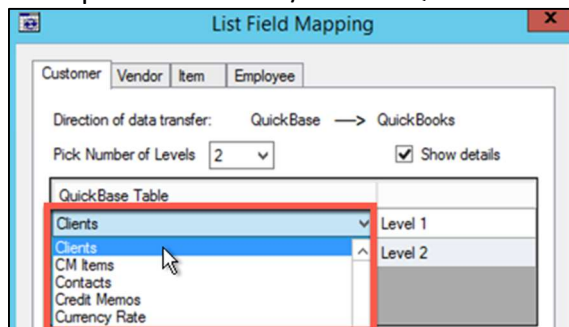 List Field Mapping
X
Customer Vendor Item Employee
Direction of data transfer: QuickBase ---> QuickBooks
Pick Number of Levels 2 Show details
QuickBase Table
Clients Level 1
Clients Level 2
CM Items
Contacts
Credit Memos
Currency Rate